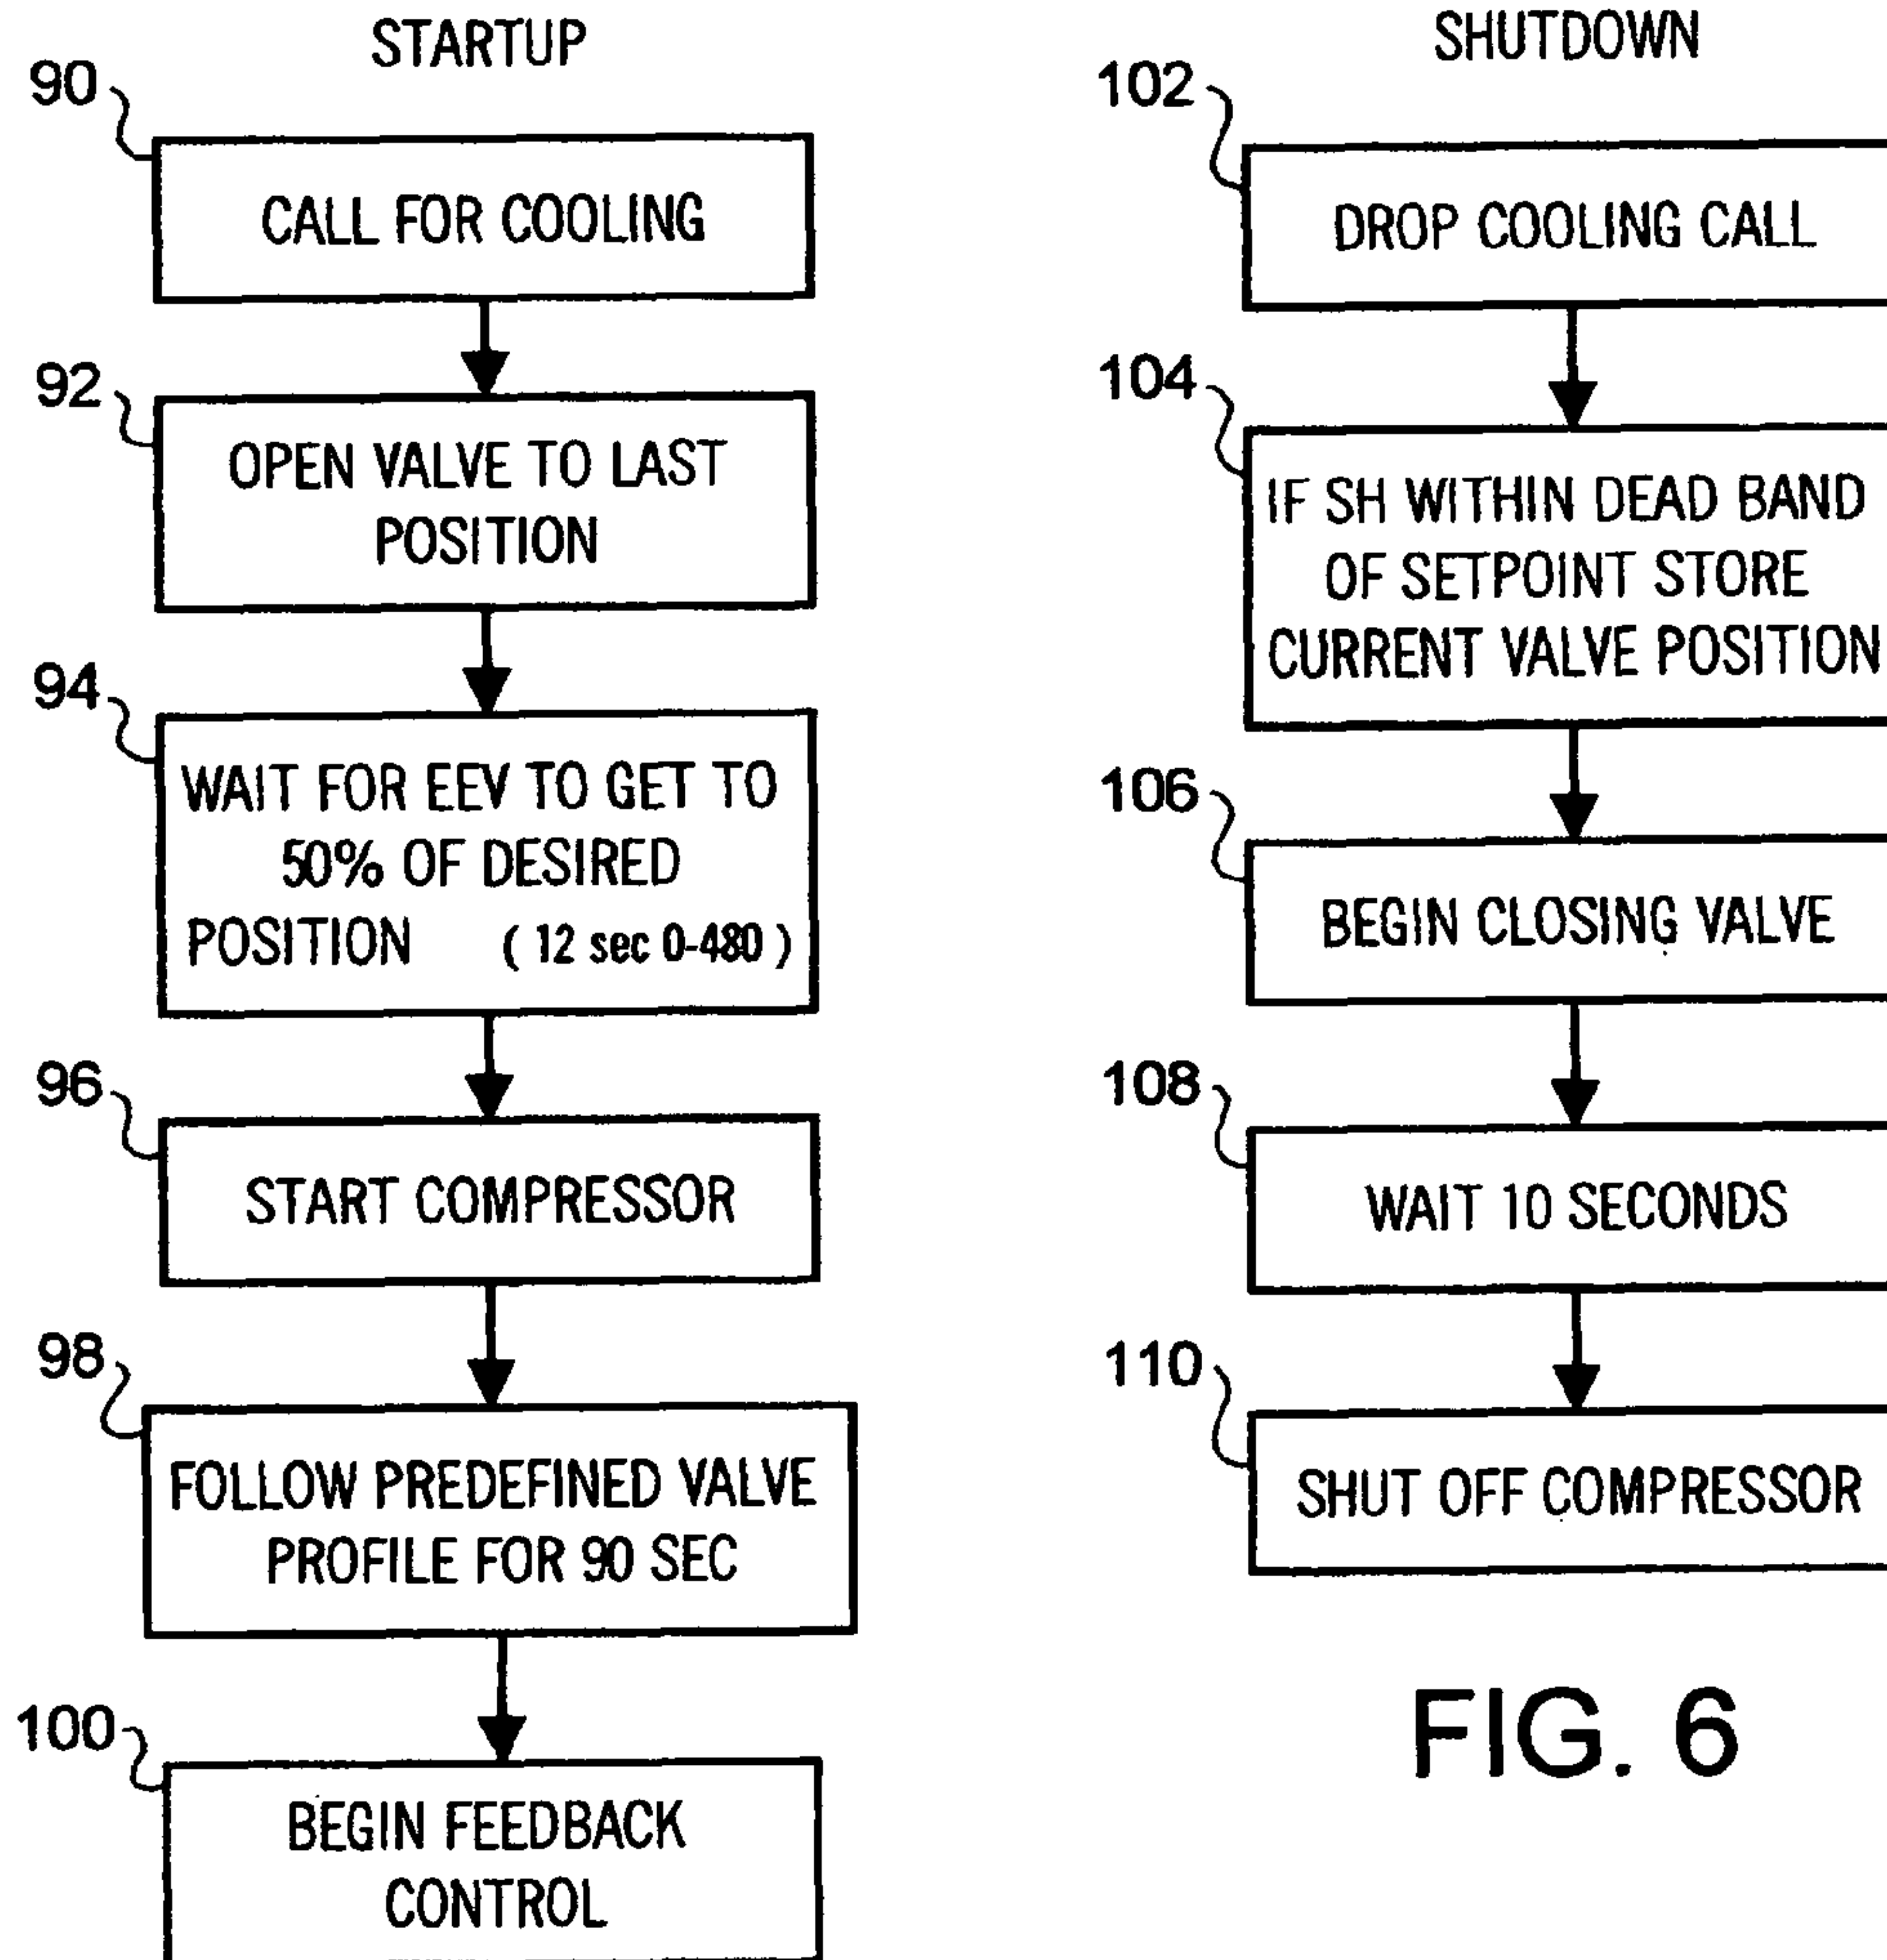 STARTUP
90
CALL FOR COOLING
92
OPEN VALVE TO LAST
POSITION
94
WAIT FOR EEV TO GET TO
50% OF DESIRED
POSITION ( 12 sec 0-480 )
96
START COMPRESSOR
98
FOLLOW PREDEFINED VALVE
PROFILE FOR 90 SEC
100
BEGIN FEEDBACK
CONTROL
SHUTDOWN
102
DROP COOLING CALL
104
IF SH WITHIN DEAD BAND
OF SETPOINT STORE
CURRENT VALVE POSITION
106
BEGIN CLOSING VALVE
108
WAIT 10 SECONDS
110
SHUT OFF COMPRESSOR
FIG. 6